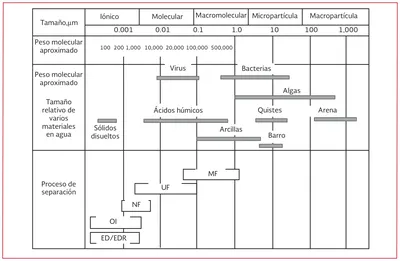 Tamaño,μm
Iónico Molecular Macromolecular Micropartícula Macropartícula
0.001 0.01 0.1 1.0 10 100 1,000
Peso molecular
aproximado
100 200 1,000 10,000 20,000 100,000 500,000
Peso molecular
aproximado
Virus Bacterias
Algas
Tamaño
relativo de
varios
materiales
en agua
Ácidos húmicos Quistes Arena
Sólidos
disueltos
Arcillas
Barro
Proceso de
separación
MF
UF
NF
OI
ED/EDR